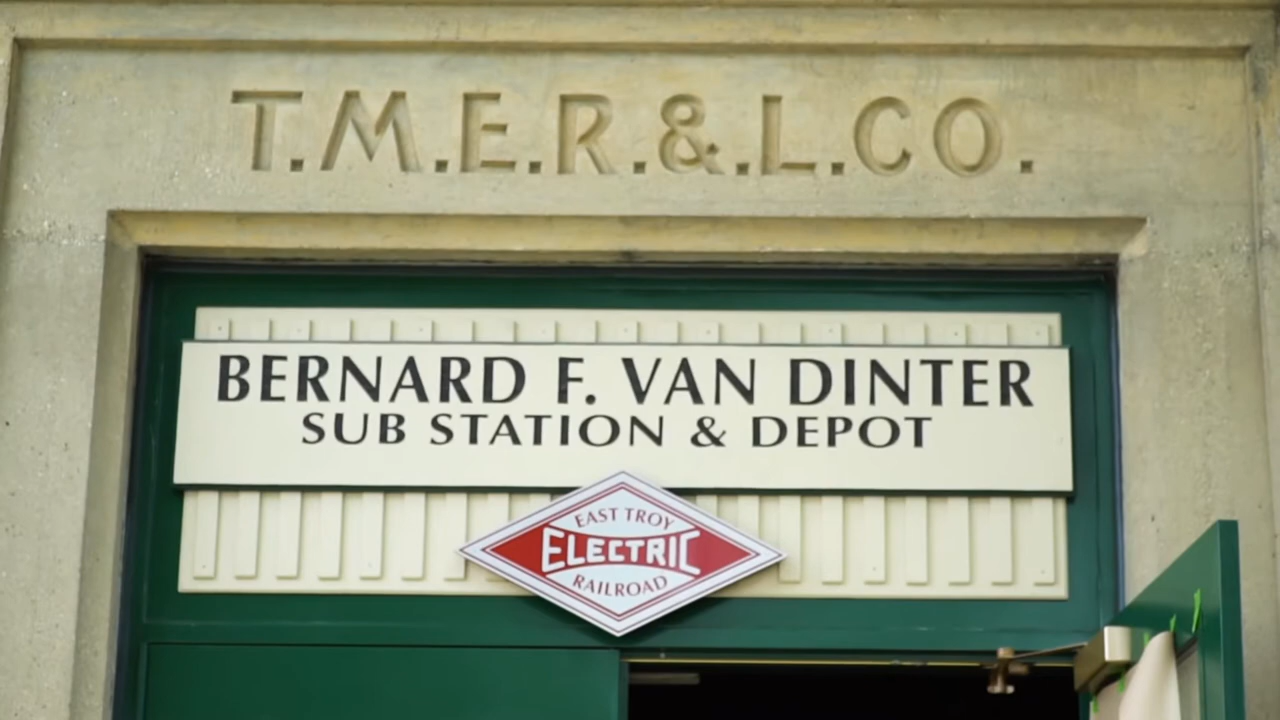 T.M.E.R.&.L.CO.
BERNARD F. VAN DINTER
SUB STATION & DEPOT
EAST TROY
ELECTRIC
RAILROAD